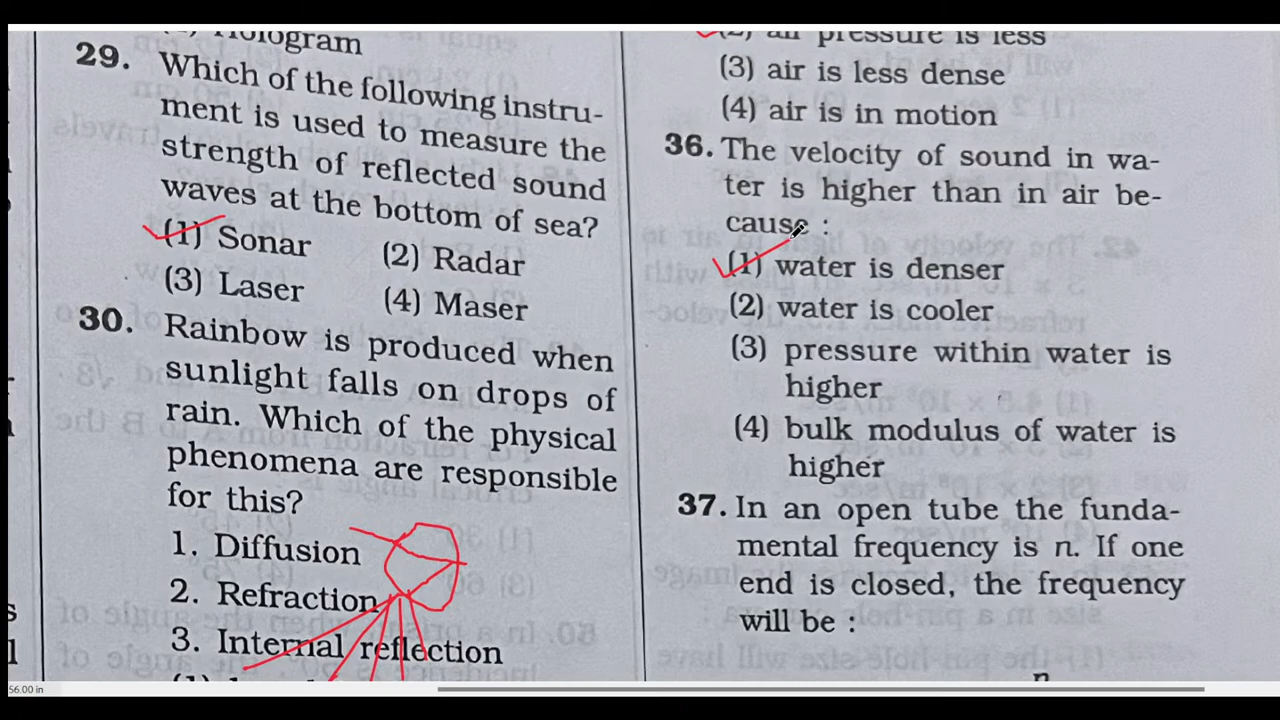 Hologram
29. Which of the following instru-
ment is used to measure the
strength of reflected sound
waves at the bottom of sea?
(1) Sonar (2) Radar
(3) Laser (4) Maser
30. Rainbow is produced when
sunlight falls on drops of
rain. Which of the physical
phenomena are responsible
for this?
1. Diffusion
2. Refraction
3. Internal reflection
(2) air pressure is less
(3) air is less dense
(4) air is in motion
36. The velocity of sound in wa-
ter is higher than in air be-
cause :
(1) water is denser
(2) water is cooler
(3) pressure within water is
higher
(4) bulk modulus of water is
higher
37. In an open tube the funda-
mental frequency is n. If one
end is closed, the frequency
will be :
n
56.00 in